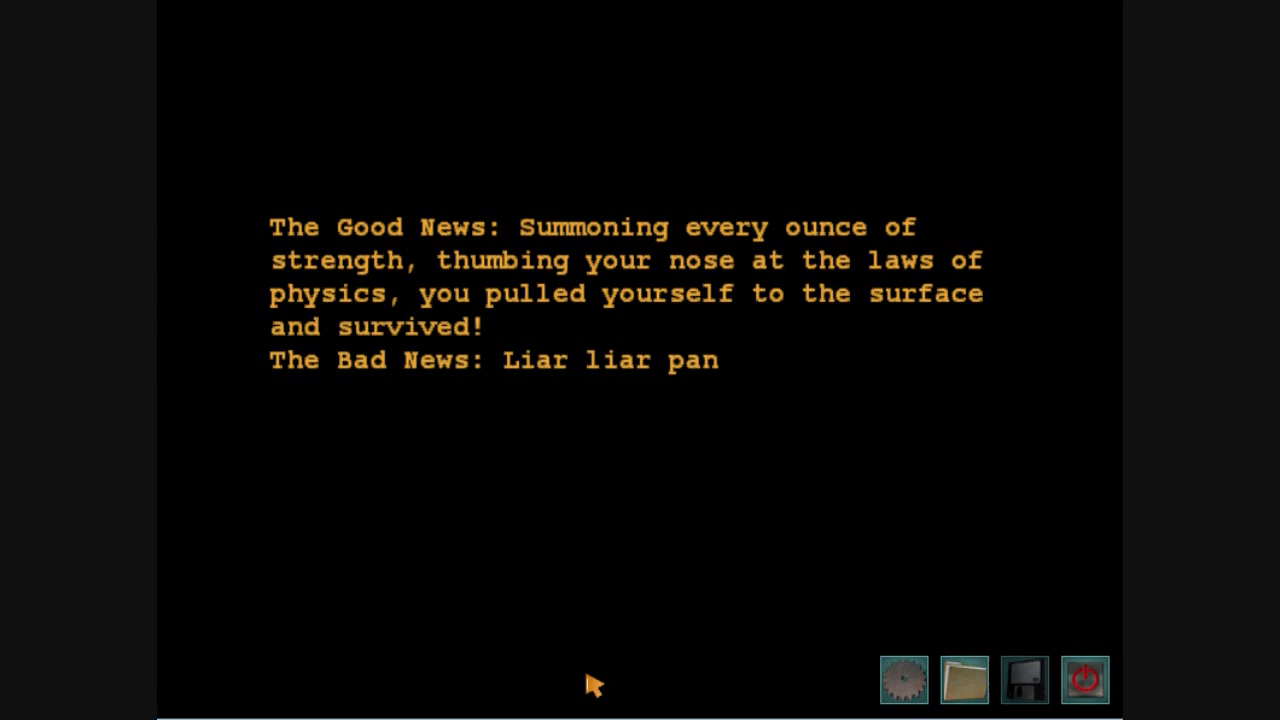 The Good News: Summoning every ounce of
strength, thumbing your nose at the laws of
physics, you pulled yourself to the surface
and survived!
The Bad News: Liar liar pan